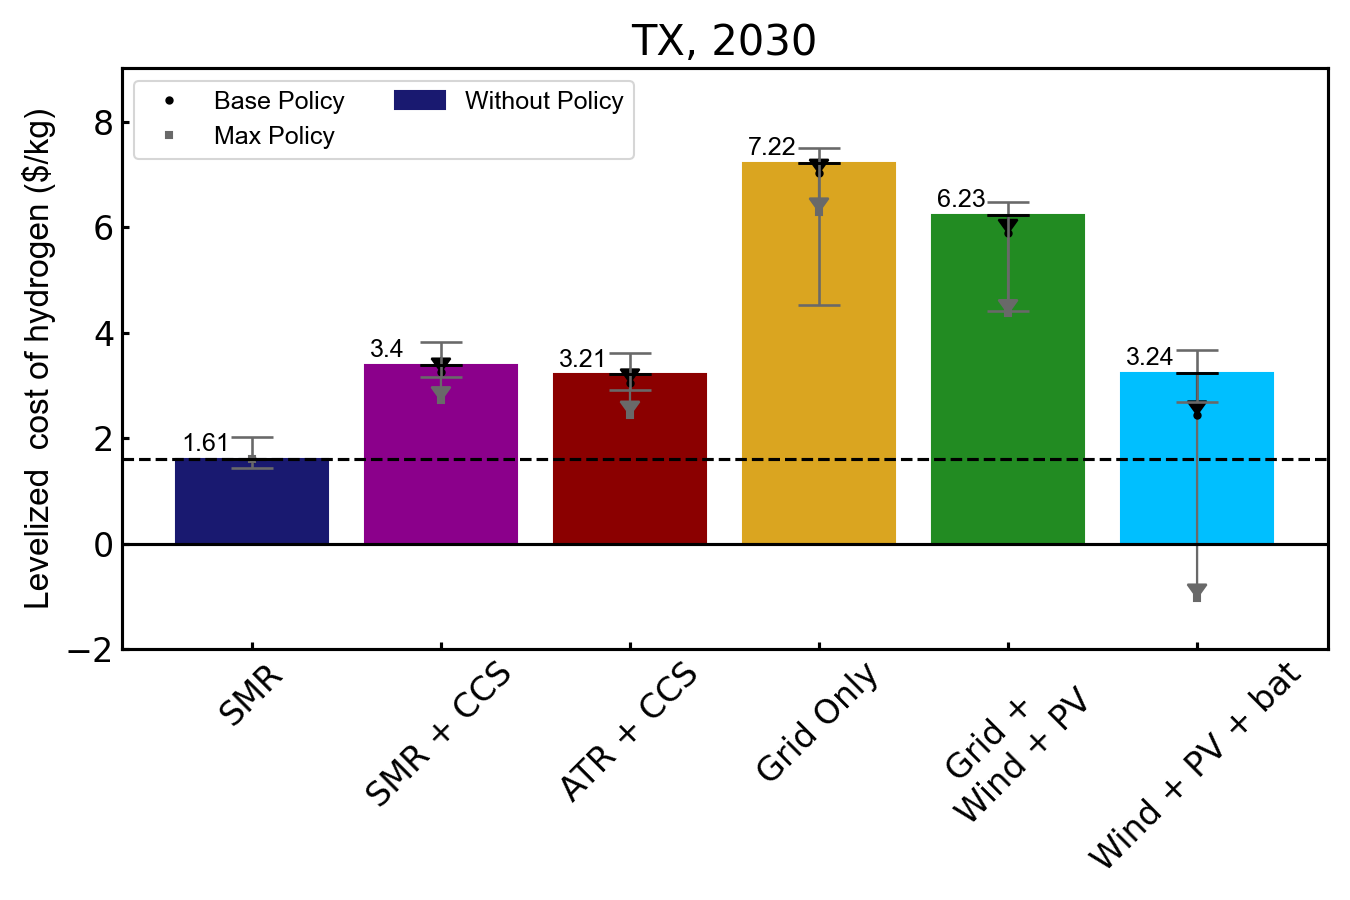 TX, 2030
Base Policy
Max Policy
Without Policy
Levelized  cost of hydrogen ($/kg)
8
6
4
2
0
−2
1.61
3.4
3.21
7.22
6.23
3.24
SMR
SMR + CCS
ATR + CCS
Grid Only
Grid +
Wind + PV
Wind + PV + bat